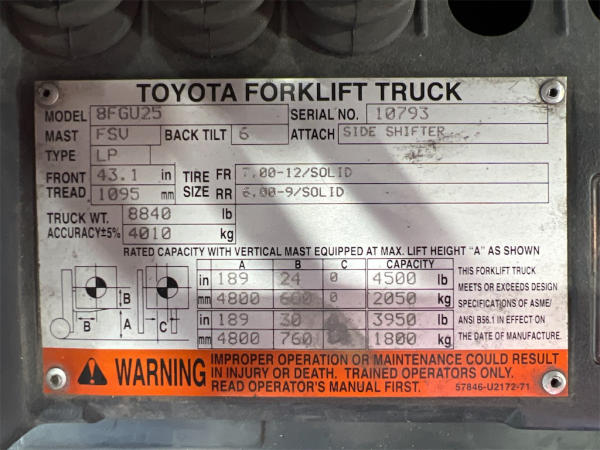 TOYOTA FORKLIFT TRUCK
MODEL 8FGU25 SERIAL NO. 10793
MAST FSV BACK TILT 6 ATTACH SIDE SHIFTER
TYPE LP
FRONT TREAD. 43.1 in TIRE SIZE FR 7.00-12/SOLID
1095 mm RR 6.00-9/SOLID
TRUCK WT. 8840 lb
ACCURACY±5% 4010 kg
RATED CAPACITY WITH VERTICAL MAST EQUIPPED AT MAX. LIFT HEIGHT "A" AS SHOWN
A B C CAPACITY
in 189 24 0 4500 lb
mm 4800 600 0 2050 kg
in 189 30 3950 lb
mm 4800 760 1800 kg
B
B A C
THIS FORKLIFT TRUCK
MEETS OR EXCEEDS DESIGN
SPECIFICATIONS OF ASME/
ANSI B56.1 IN EFFECT ON
THE DATE OF MANUFACTURE.
WARNING
IMPROPER OPERATION OR MAINTENANCE COULD RESULT
IN INJURY OR DEATH. TRAINED OPERATORS ONLY.
READ OPERATOR'S MANUAL FIRST. 57846-U2172-71